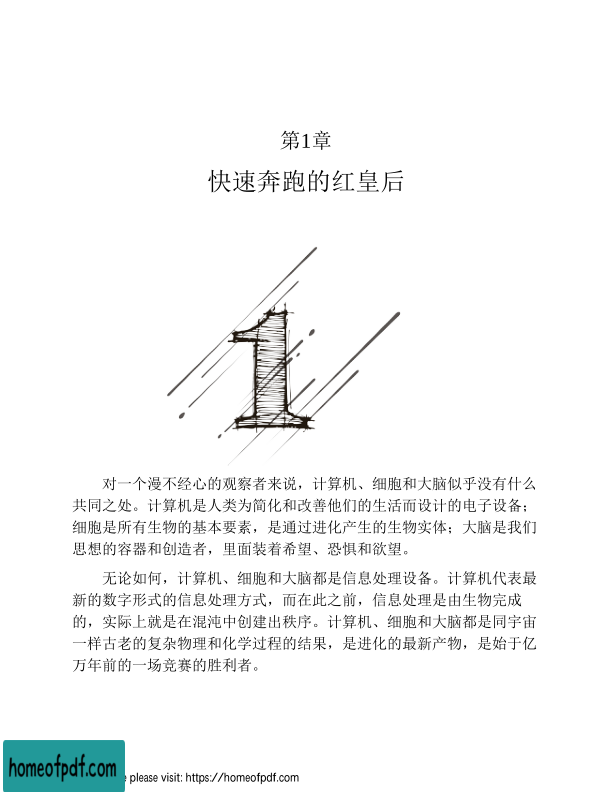 第1章
快速奔跑的红皇后
1
对一个漫不经心的观察者来说，计算机、细胞和大脑似乎没有什么
共同之处。计算机是人类为简化和改善他们的生活而设计的电子设备；
细胞是所有生物的基本要素，是通过进化产生的生物实体；大脑是我们
思想的容器和创造者，里面装着希望、恐惧和欲望。
无论如何，计算机、细胞和大脑都是信息处理设备。计算机代表最
新的数字形式的信息处理方式，而在此之前，信息处理是由生物完成
的，实际上就是在混沌中创建出秩序。计算机、细胞和大脑都是同宇宙
一样古老的复杂物理和化学过程的结果，是进化的最新产物，是始于亿
万年前的一场竞赛的胜利者。
homeofpdf.com
e please visit: https://homeofpdf.com